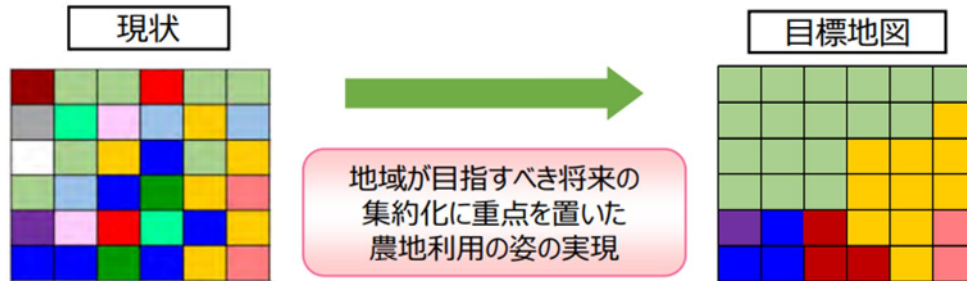 現状
目標地図
地域が目指すべき将来の
集約化に重点を置いた
農地利用の姿の実現